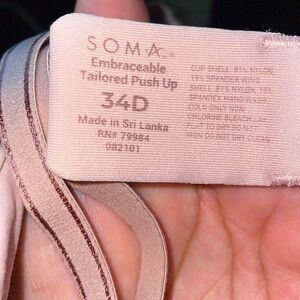 SOMA
Embraceable
Tailored Push Up
34D
Made in Sri Lanka
RN# 79984
082101
CUP SHELL: 81% NYLON,
19% SPANDEX WING
SHELL: 81% NYLON, 19%
SPANDEX HAND WASH
COLD ONLY NON
CHLORINE BLEACH LAY
FLAT TO DRY DO NOT
IRON DO NOT DRY CLEAN